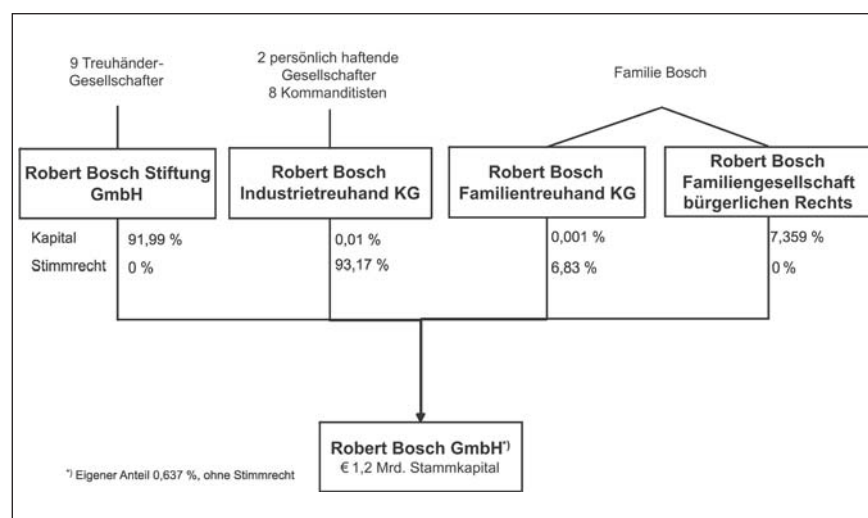 9 Treuhänder-
Gesellschafter
2 persönlich haftende
Gesellschafter
8 Kommanditisten
Familie Bosch
Robert Bosch Stiftung
GmbH
Robert Bosch
Industrietreuhand KG
Robert Bosch
Familientreuhand KG
Robert Bosch
Familiengesellschaft
bürgerlichen Rechts
Kapital 91,99 % 0,01 % 0,001 % 7,359 %
Stimmrecht 0 % 93,17 % 6,83 % 0 %
Robert Bosch GmbH*)
€ 1,2 Mrd. Stammkapital
*) Eigener Anteil 0,637 %, ohne Stimmrecht